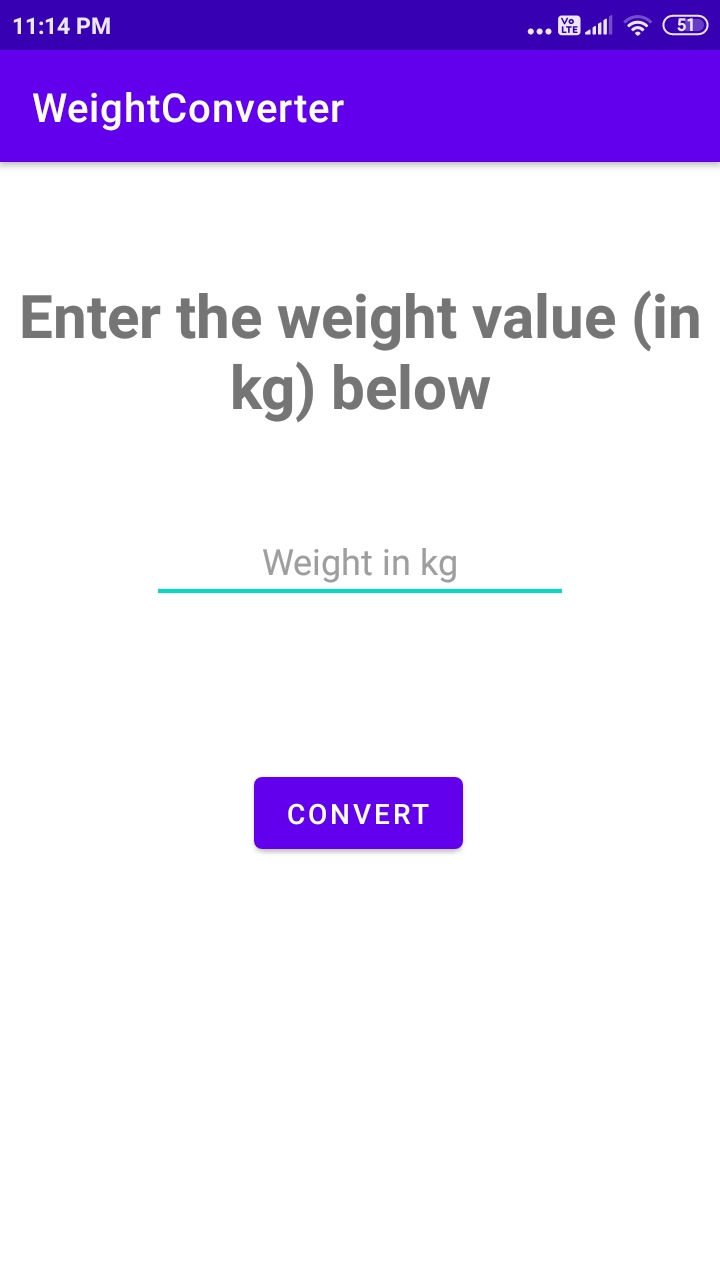 11:14 PM ... Vo LTE 51
WeightConverter
Enter the weight value (in
kg) below
Weight in kg
CONVERT